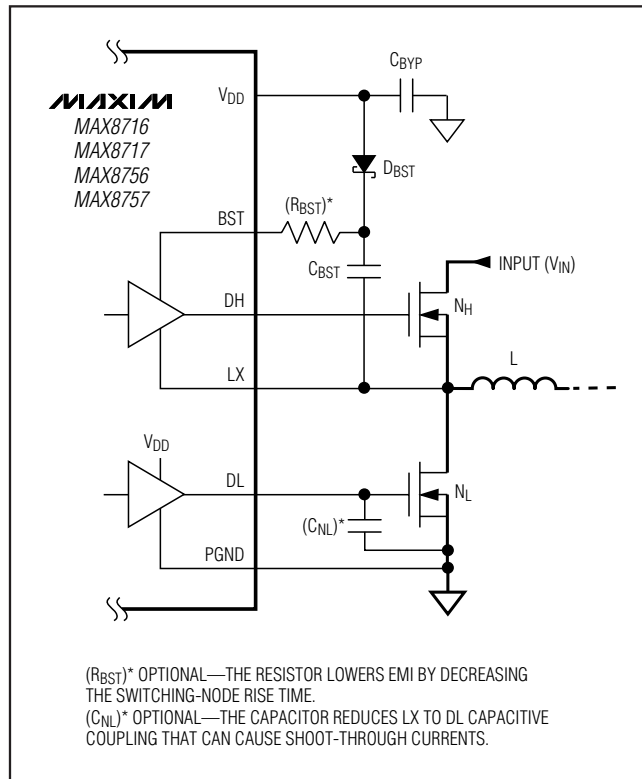 MAXIM
MAX8716
MAX8717
MAX8756
MAX8757
VDD
CBYP
DBST
BST
(RBST)*
CBST
INPUT (VIN)
DH
NH
LX
L
VDD
DL
NL
(CNL)*
PGND
(RBST)* OPTIONAL—THE RESISTOR LOWERS EMI BY DECREASING
THE SWITCHING-NODE RISE TIME.
(CNL)* OPTIONAL—THE CAPACITOR REDUCES LX TO DL CAPACITIVE
COUPLING THAT CAN CAUSE SHOOT-THROUGH CURRENTS.